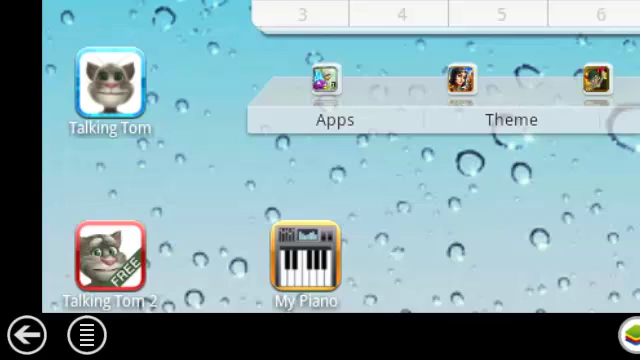 3 4 5 6
Talking Tom
Apps Theme
FREE
Talking Tom 2
My Piano